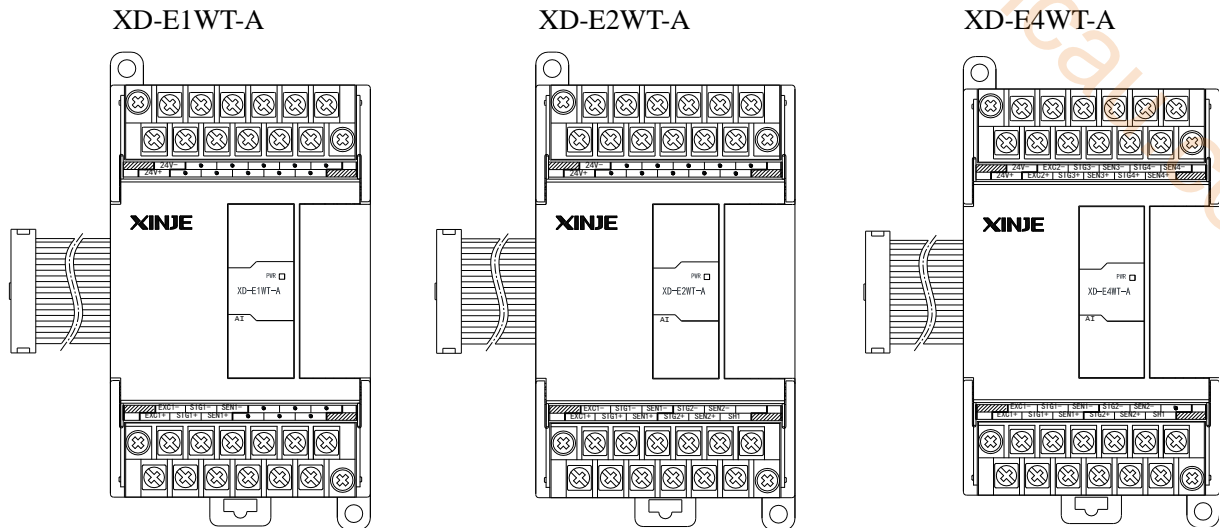 XD-E1WT-A
24V- • • • • •
24V+ • • • • •
XINJE
PWR
XD-E1WT-A
AI
EXC1- STG1- SEN1- • • •
EXC1+ STG1+ SEN1+ • • •
XD-E2WT-A
24V- • • • • •
24V+ • • • • •
XINJE
PWR
XD-E2WT-A
AI
EXC1- STG1- SEN1- STG2- SEN2-
EXC1+ STG1+ SEN1+ STG2+ SEN2+ SH1
XD-E4WT-A
24V- EXC2- STG3- SEN3- STG4- SEN4-
24V+ EXC2+ STG3+ SEN3+ STG4+ SEN4+
XINJE
PWR
XD-E4WT-A
AI
EXC1- STG1- SEN1- STG2- SEN2- •
EXC1+ STG1+ SEN1+ STG2+ SEN2+ SH1